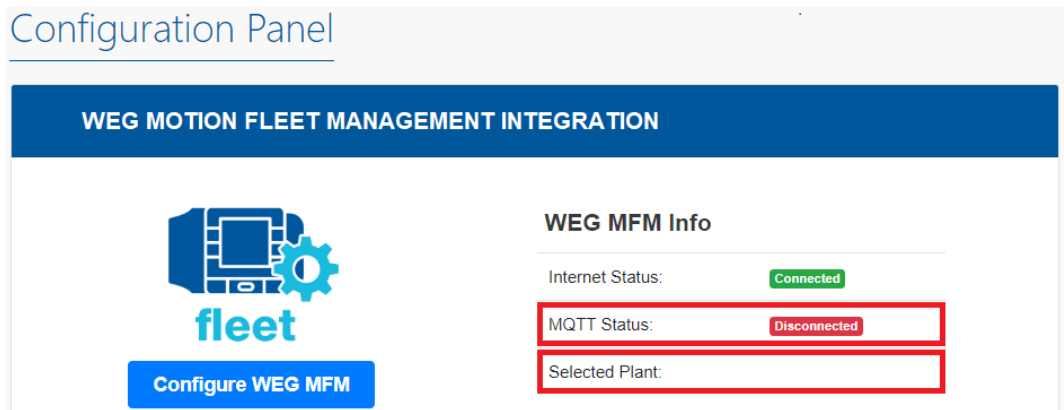 Configuration Panel
WEG MOTION FLEET MANAGEMENT INTEGRATION
fleet
Configure WEG MFM
WEG MFM Info
Internet Status: Connected
MQTT Status: Disconnected
Selected Plant: